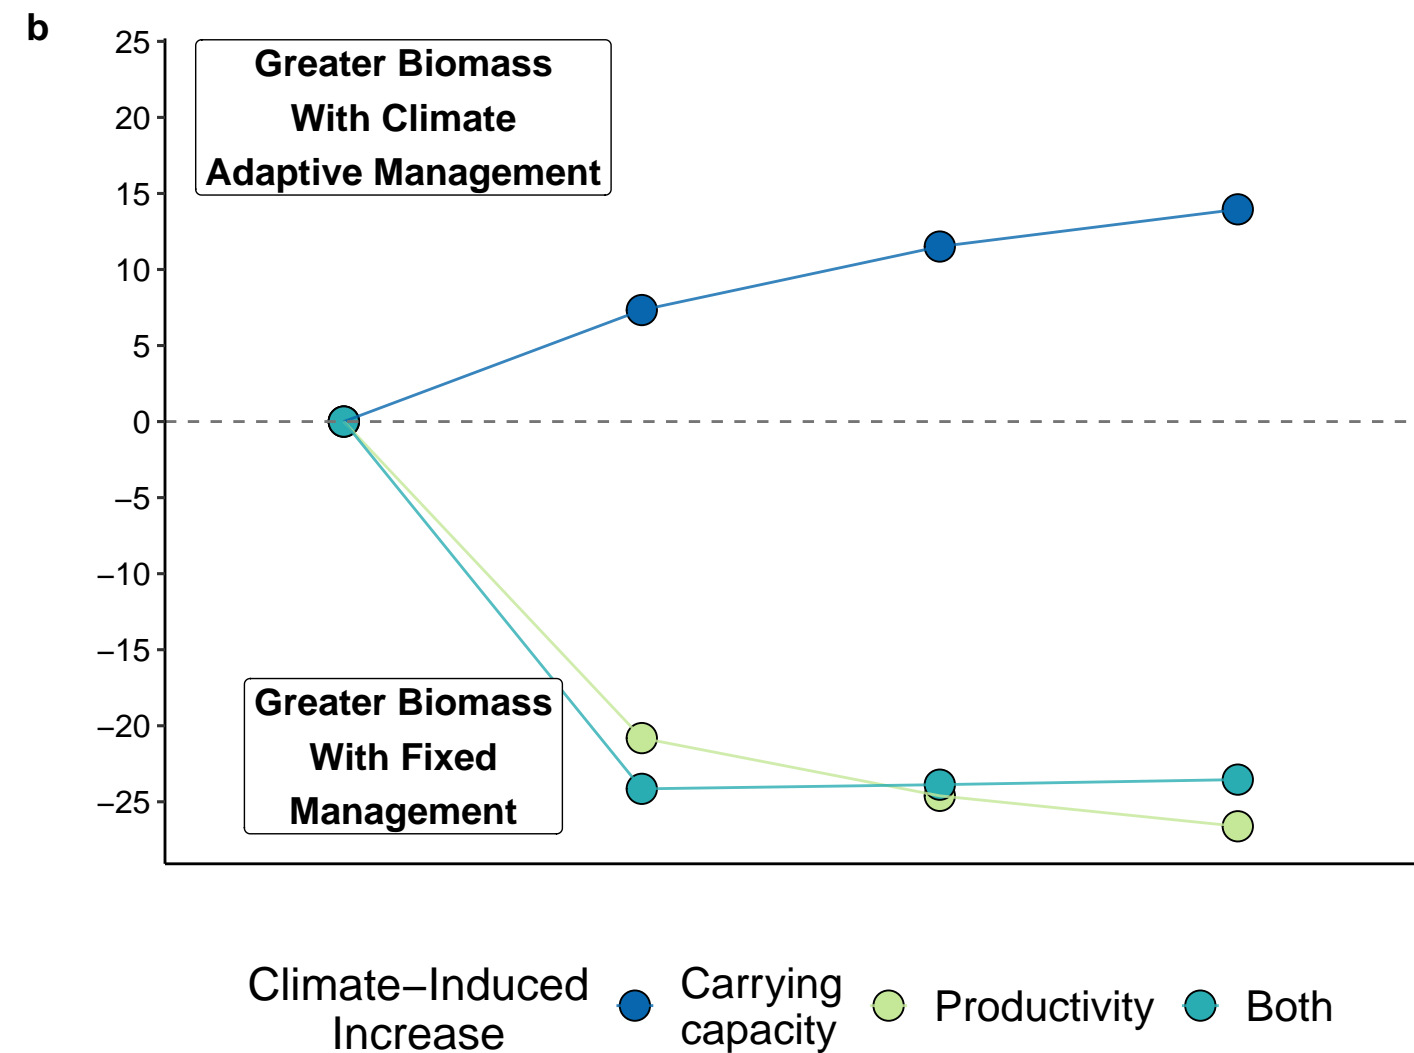 b
25
20
15
10
5
0
−5
−10
−15
−20
−25
Greater Biomass
With Climate
Adaptive Management
Greater Biomass
With Fixed
Management
Climate−Induced
Increase
Carrying
capacity
Productivity
Both